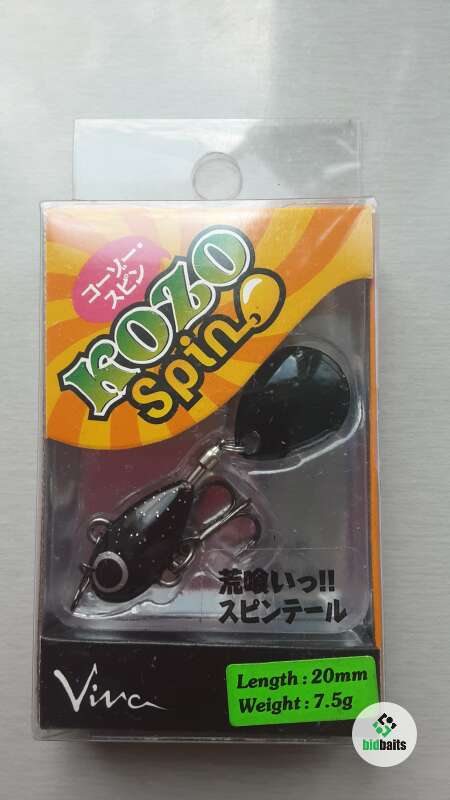 コーゾー・
スピン
KOZO
Spin
荒喰いっ!!
スピンテール
Viva
Length : 20mm
Weight : 7.5g
bidbaits